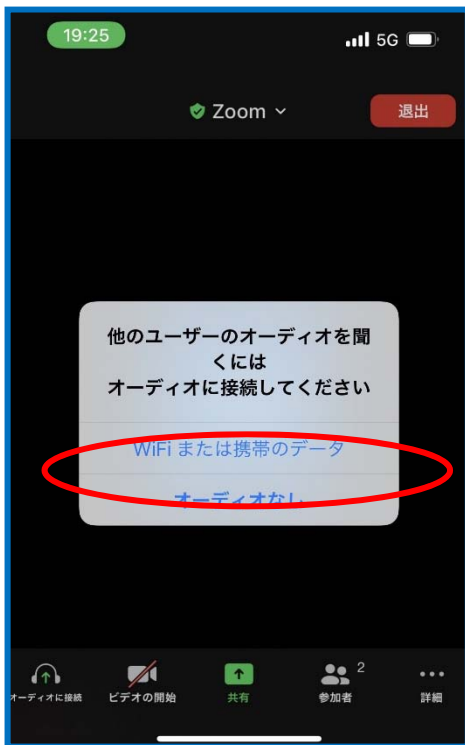 19:25
5G
Zoom
退出
他のユーザーのオーディオを聞
くには
オーディオに接続してください
WiFi または携帯のデータ
オーディオなし
オーディオに接続
ビデオの開始
共有
参加者
2
詳細